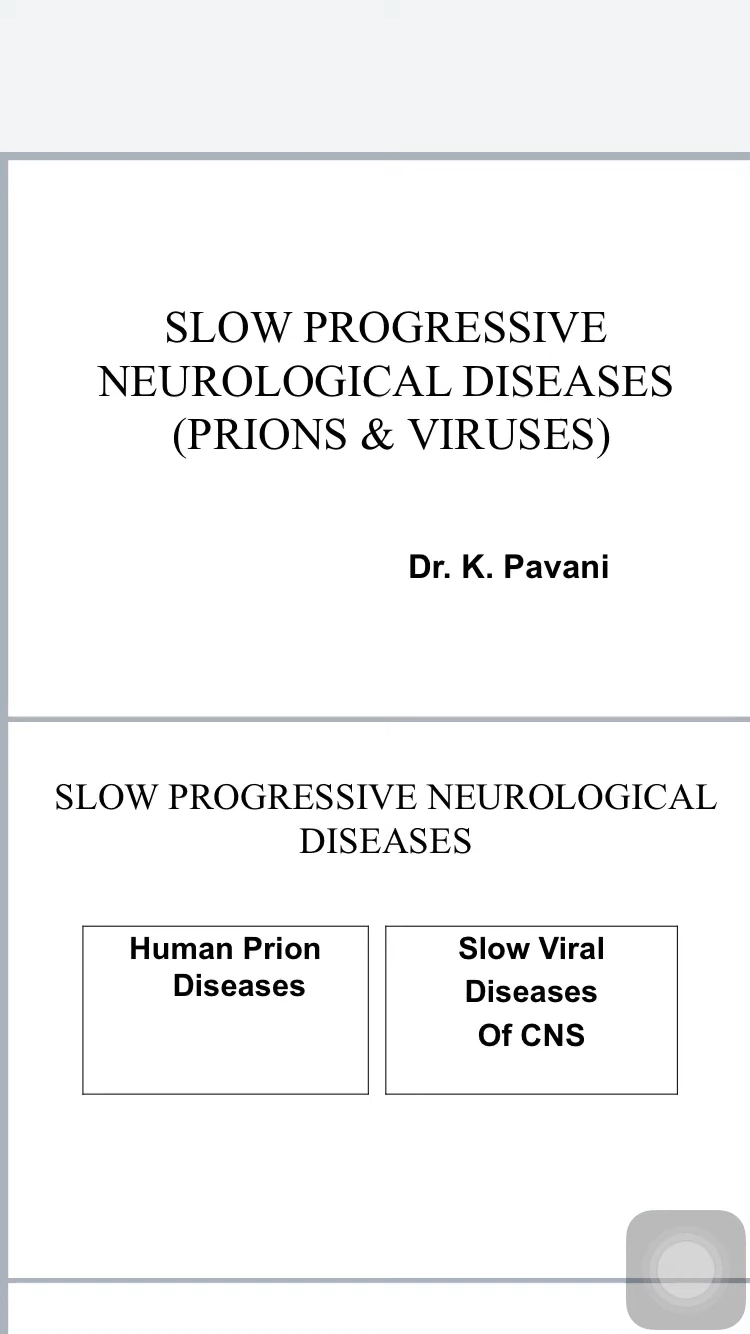 SLOW PROGRESSIVE
NEUROLOGICAL DISEASES
(PRIONS & VIRUSES)
Dr. K. Pavani
SLOW PROGRESSIVE NEUROLOGICAL
DISEASES
Human Prion
Diseases
Slow Viral
Diseases
Of CNS